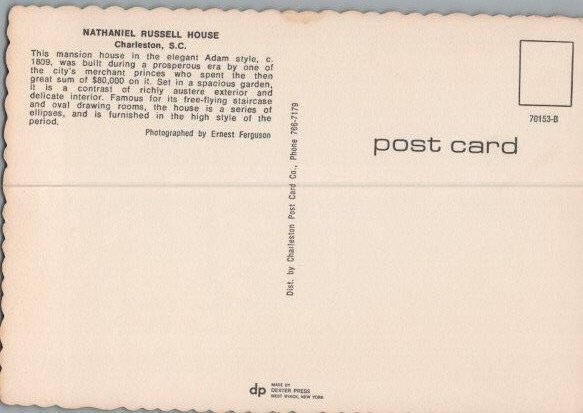 NATHANIEL RUSSELL HOUSE
Charleston, S.C.
This mansion house in the elegant Adam style, c.
1809, was built during a prosperous era by one of
the city's merchant princes who spent the then
great sum of $80,000 on it. Set in a spacious garden,
it is a contrast of richly austere exterior and
delicate interior. Famous for its free-flying staircase
and oval drawing rooms, the house is a series of
ellipses, and is furnished in the high style of the
period.
Photographed by Ernest Ferguson
Dist. by Charleston Post Card Co., Phone 766-7179
70153-B
post card
dp
MADE BY
DEXTER PRESS
WEST NYACK, NEW YORK